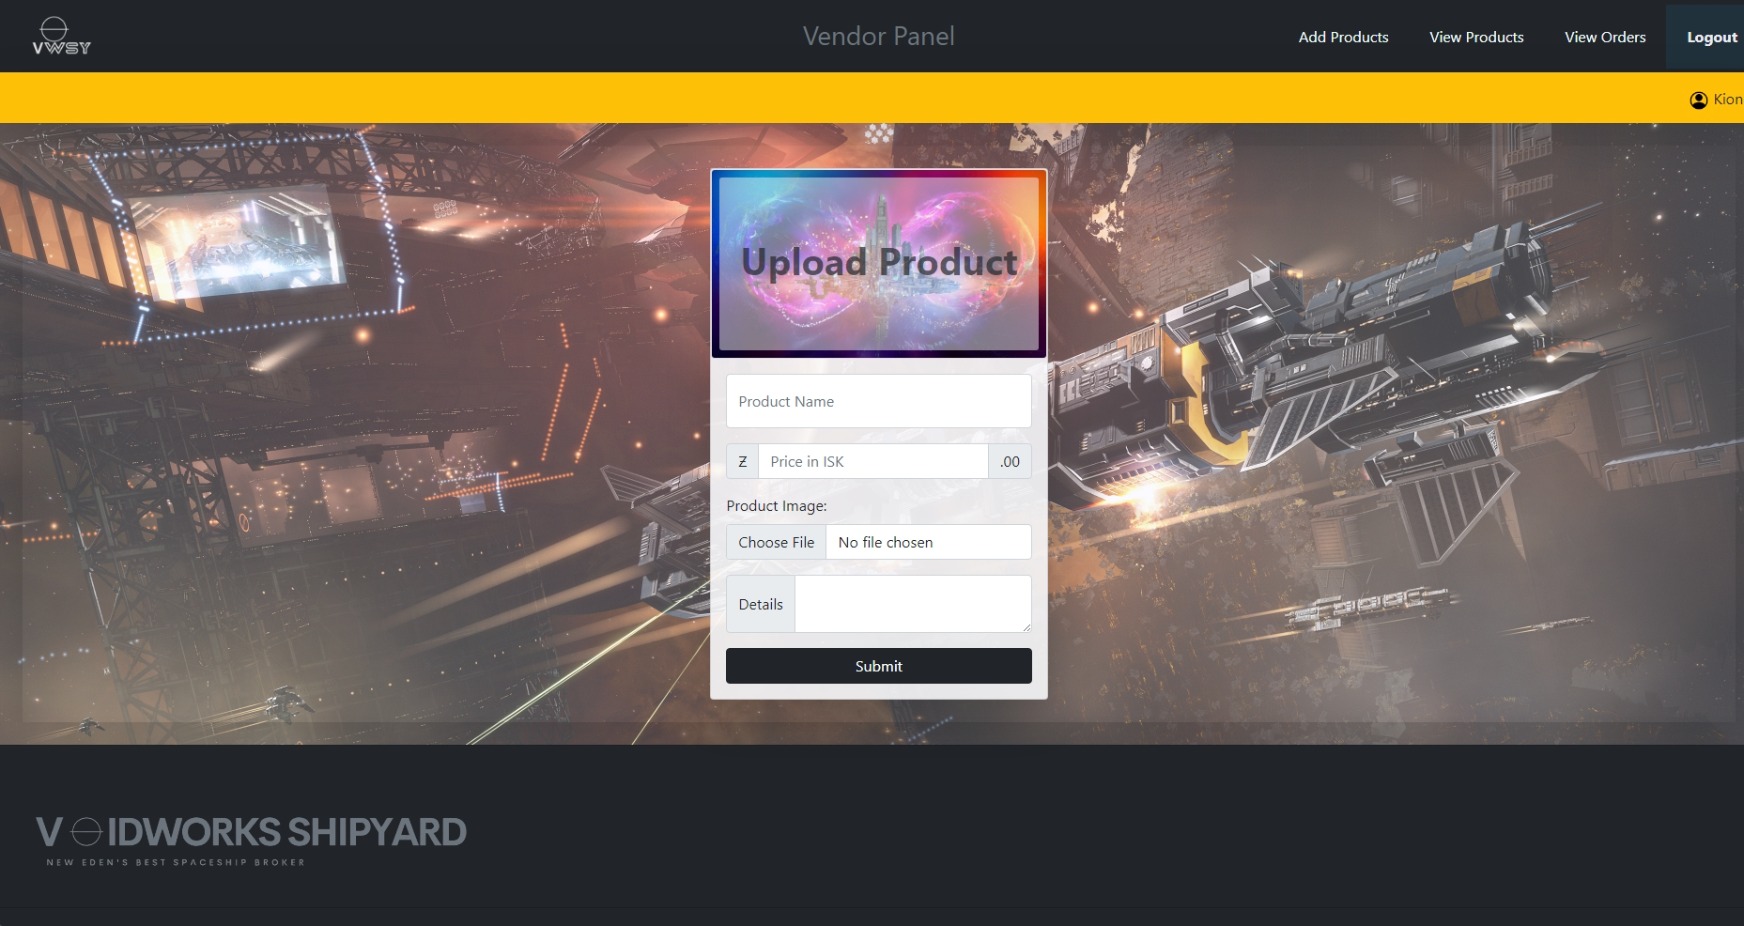 VWSY
Vendor Panel
Add Products
View Products
View Orders
Logout
Kion
Upload Product
Product Name
Ƶ Price in ISK .00
Product Image:
Choose File No file chosen
Details
Submit
VOIDWORKS SHIPYARD
NEW EDEN'S BEST SPACESHIP BROKER